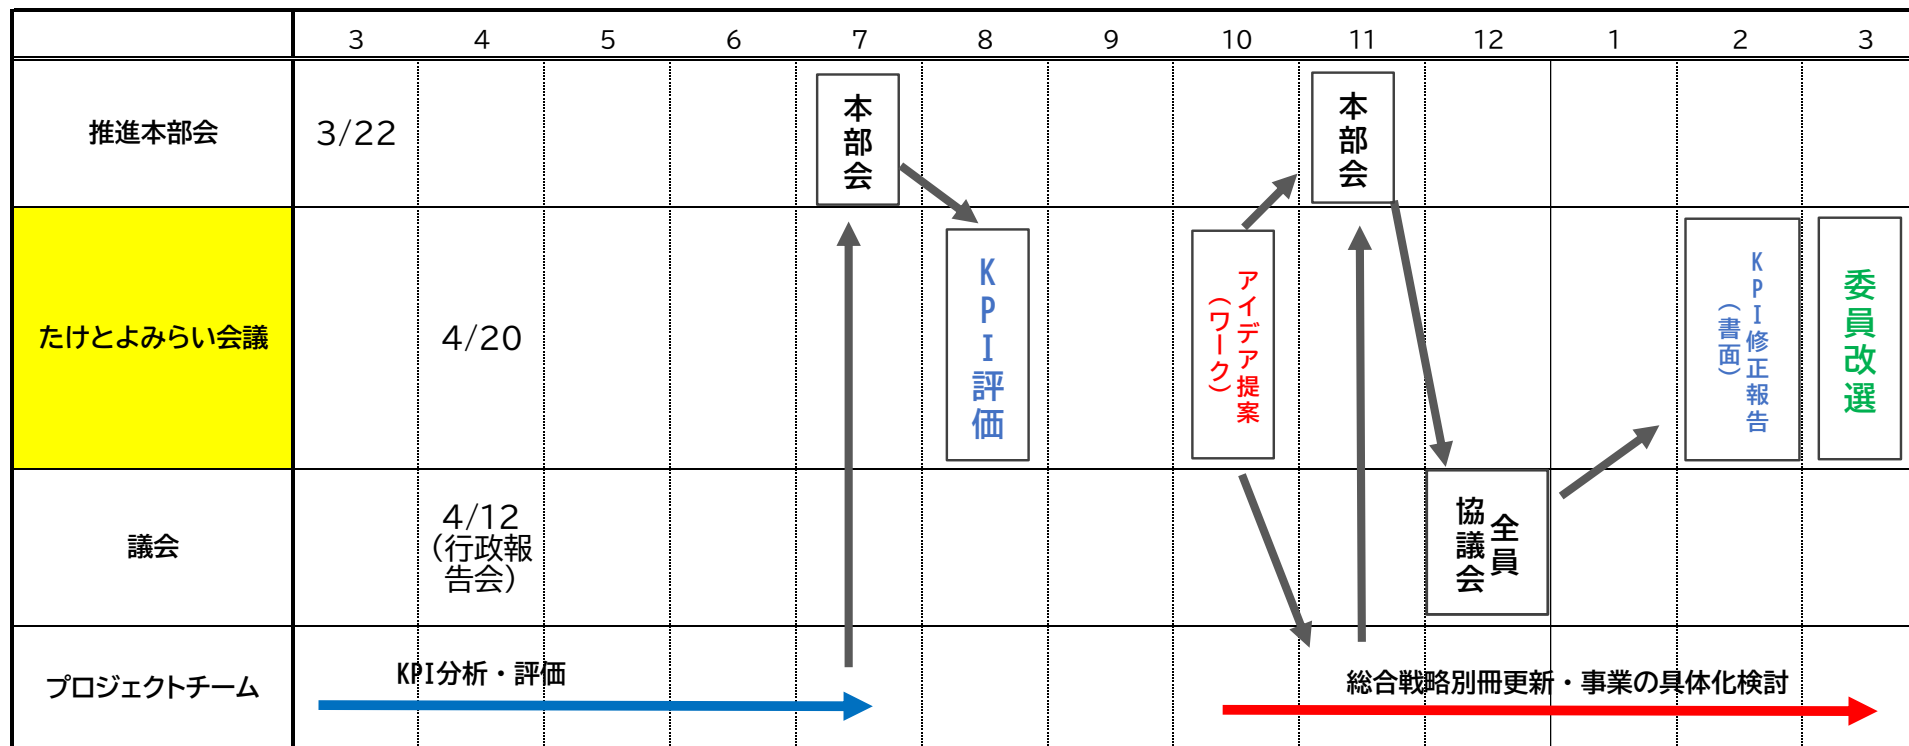 3 4 5 6 7 8 9 10 11 12 1 2 3
推進本部会
3/22
本部会
本部会
たけとよみらい会議
4/20
KPI評価
アイデア提案
（ワーク）
KPI修正報告
（書面）
委員改選
議会
4/12
（行政報
告会）
全員
協議会
プロジェクトチーム
KPI分析・評価
総合戦略別冊更新・事業の具体化検討